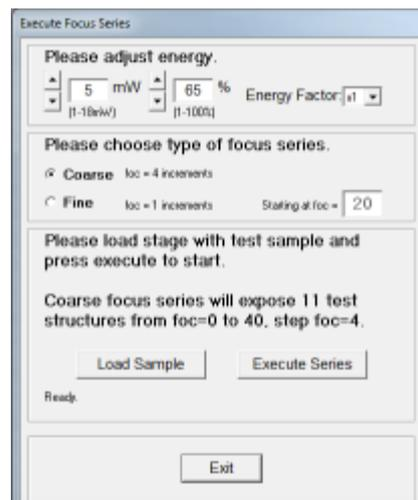 Execute Focus Series
Please adjust energy.
5 mW 65 % Energy Factor: x1
(1-18mW) (1-100%)
Please choose type of focus series.
Coarse foc = 4 increments
Fine foc = 1 increments Starting at foc = 20
Please load stage with test sample and
press execute to start.
Coarse focus series will expose 11 test
structures from foc=0 to 40, step foc=4.
Load Sample Execute Series
Ready.
Exit